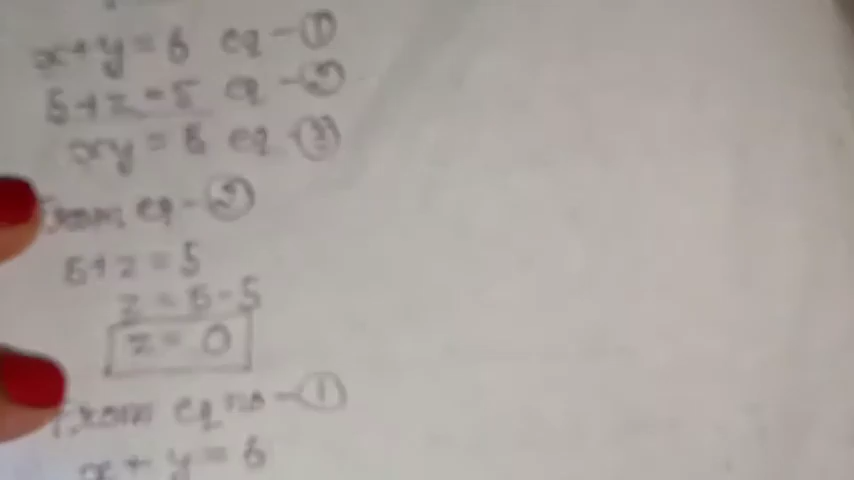 x+y=6 eq-①
5+z=5 eq-②
xy=8 eq ③
From eq-②
5+z=5
z=5-5
z=0
From eq no-①
x+y=6